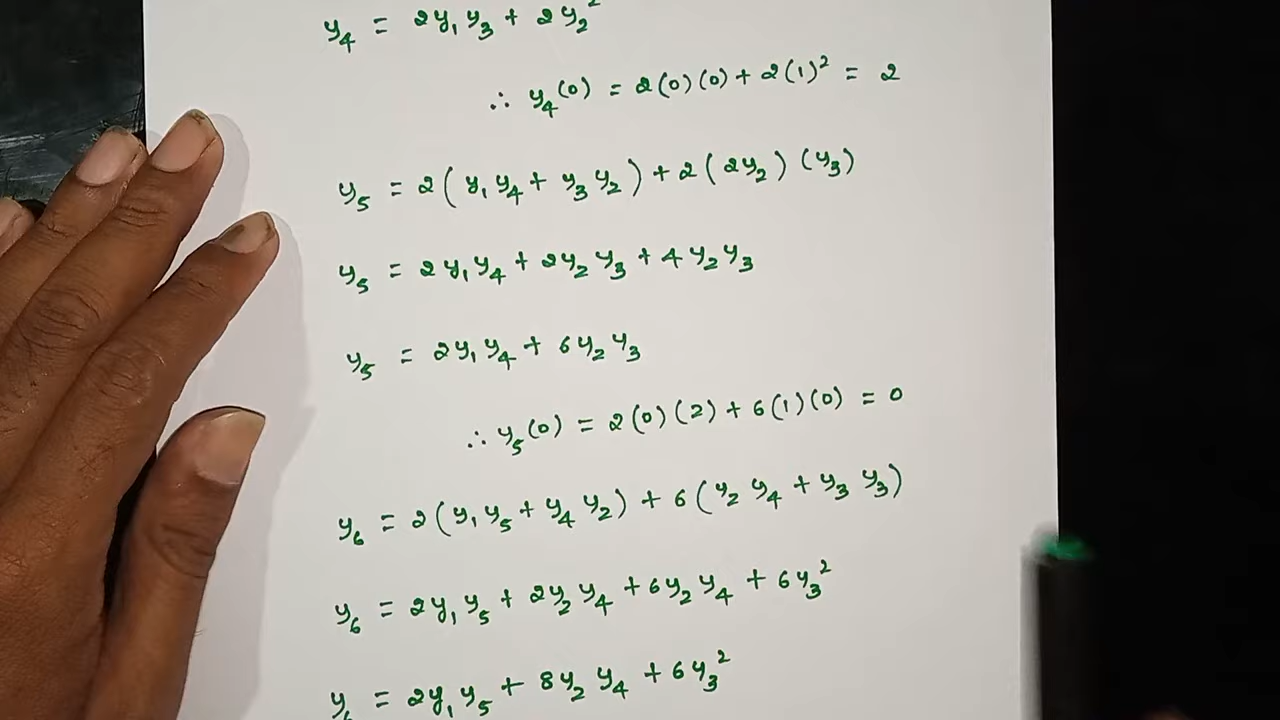 y₄ = 2y₁y₃ + 2y₂²
∴ y₄(0) = 2(0)(0) + 2(1)² = 2
y₅ = 2(y₁y₄ + y₃y₂) + 2(2y₂)(y₃)
y₅ = 2y₁y₄ + 2y₂y₃ + 4y₂y₃
y₅ = 2y₁y₄ + 6y₂y₃
∴ y₅(0) = 2(0)(2) + 6(1)(0) = 0
y₆ = 2(y₁y₅ + y₄y₂) + 6(y₂y₄ + y₃y₃)
y₆ = 2y₁y₅ + 2y₂y₄ + 6y₂y₄ + 6y₃²
y₆ = 2y₁y₅ + 8y₂y₄ + 6y₃²